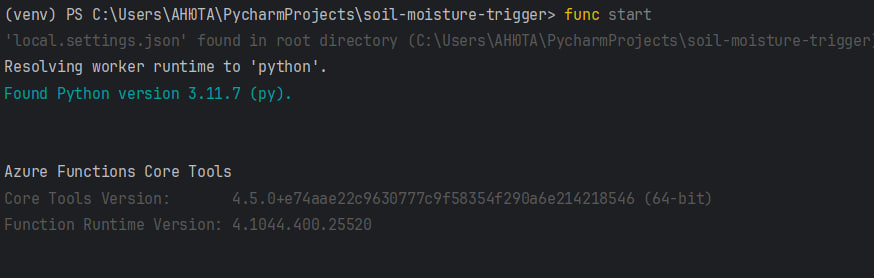 (venv) PS C:\Users\АНЮТА\PycharmProjects\soil-moisture-trigger> func start
'local.settings.json' found in root directory (C:\Users\АНЮТА\PycharmProjects\soil-moisture-trigger)
Resolving worker runtime to 'python'.
Found Python version 3.11.7 (py).
Azure Functions Core Tools
Core Tools Version: 4.5.0+e74aae22c9630777c9f58354f290a6e214218546 (64-bit)
Function Runtime Version: 4.1044.400.25520